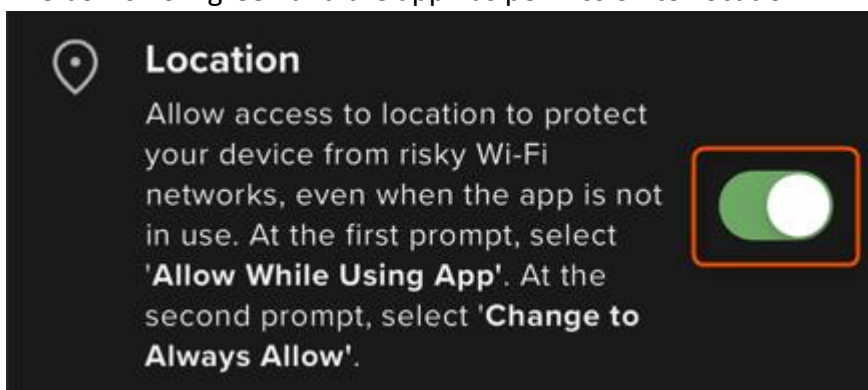 Location
Allow access to location to protect
your device from risky Wi-Fi
networks, even when the app is not
in use. At the first prompt, select
'Allow While Using App'. At the
second prompt, select 'Change to
Always Allow'.